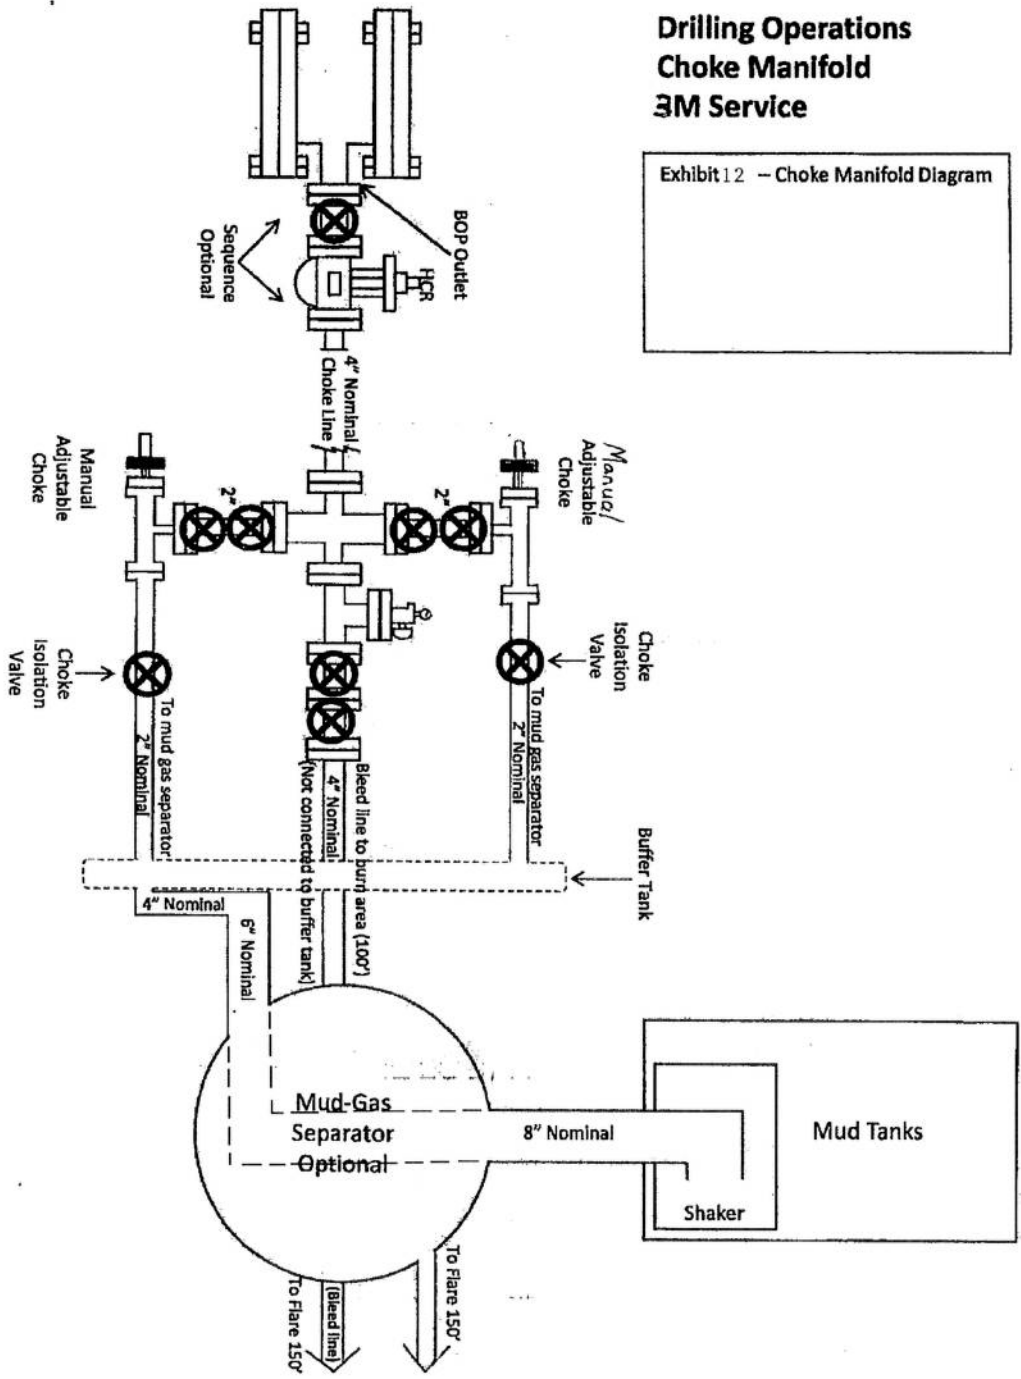 Drilling Operations
Choke Manifold
3M Service
Exhibit 12 – Choke Manifold Diagram
BOP Outlet
Sequence
Optional
HCR
4" Nominal
Choke Line
Manual
Adjustable
Choke
2"
2"
Manual
Adjustable
Choke
Choke
Isolation
Valve
Choke
Isolation
Valve
To mud gas separator
2" Nominal
Bleed line to burn area (100')
4" Nominal
(Not connected to buffer tank)
To mud gas separator
2" Nominal
Buffer Tank
4" Nominal
6" Nominal
Mud-Gas
Separator
Optional
8" Nominal
Mud Tanks
Shaker
To Flare 150'
(Bleed line)
To Flare 150'